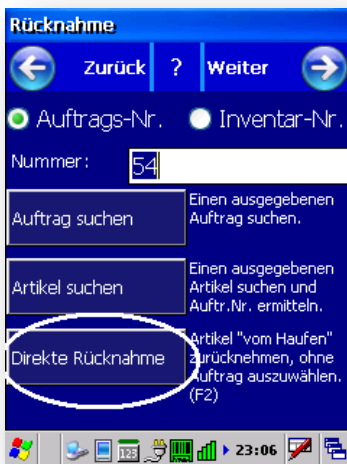 Rücknahme
Zurück ? Weiter
Auftrags-Nr. Inventar-Nr.
Nummer: 54
Auftrag suchen
Einen ausgegebenen
Auftrag suchen.
Artikel suchen
Einen ausgegebenen
Artikel suchen und
Auftr.Nr. ermitteln.
Direkte Rücknahme
Artikel "vom Haufen"
zurücknehmen, ohne
Auftrag auszuwählen.
(F2)
123 23:06